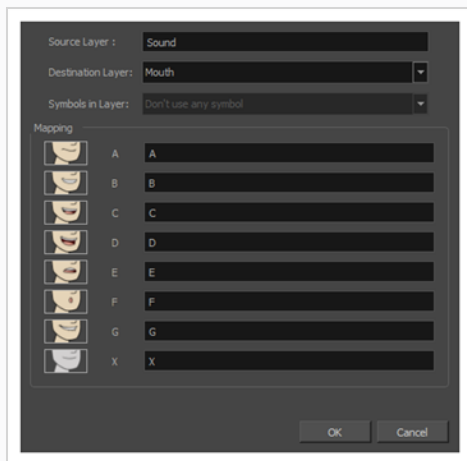 Source Layer : Sound
Destination Layer: Mouth
Symbols in Layer: Don't use any symbol
Mapping
A A
B B
C C
D D
E E
F F
G G
X X
OK Cancel